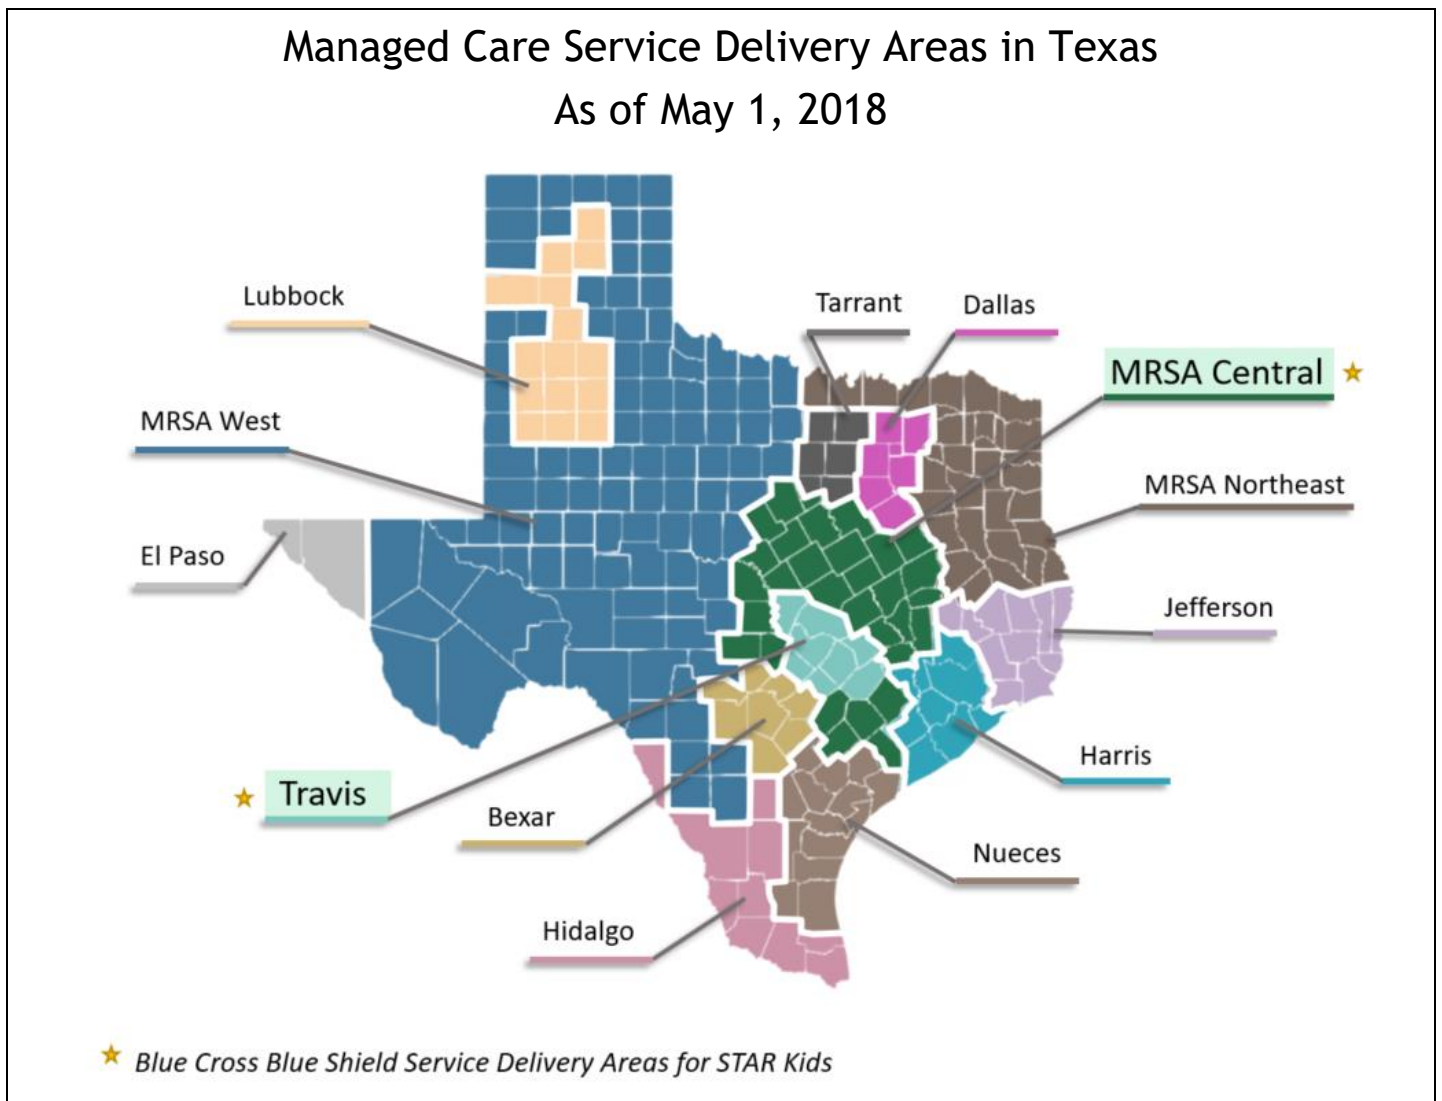 Managed Care Service Delivery Areas in Texas
As of May 1, 2018
Lubbock
Tarrant
Dallas
MRSA Central
MRSA West
MRSA Northeast
El Paso
Jefferson
Harris
Travis
Bexar
Nueces
Hidalgo
Blue Cross Blue Shield Service Delivery Areas for STAR Kids